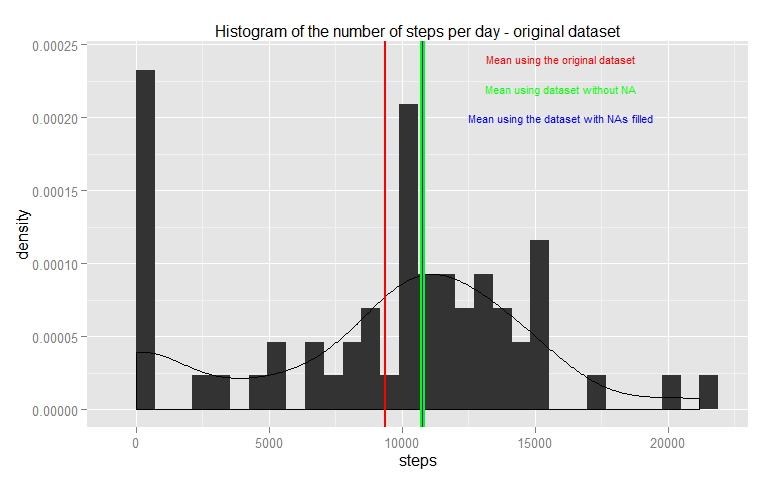 Histogram of the number of steps per day - original dataset
0.00025
0.00020
0.00015
0.00010
0.00005
0.00000
density
Mean using the original dataset
Mean using dataset without NA
Mean using the dataset with NAs filled
0
5000
10000
15000
20000
steps